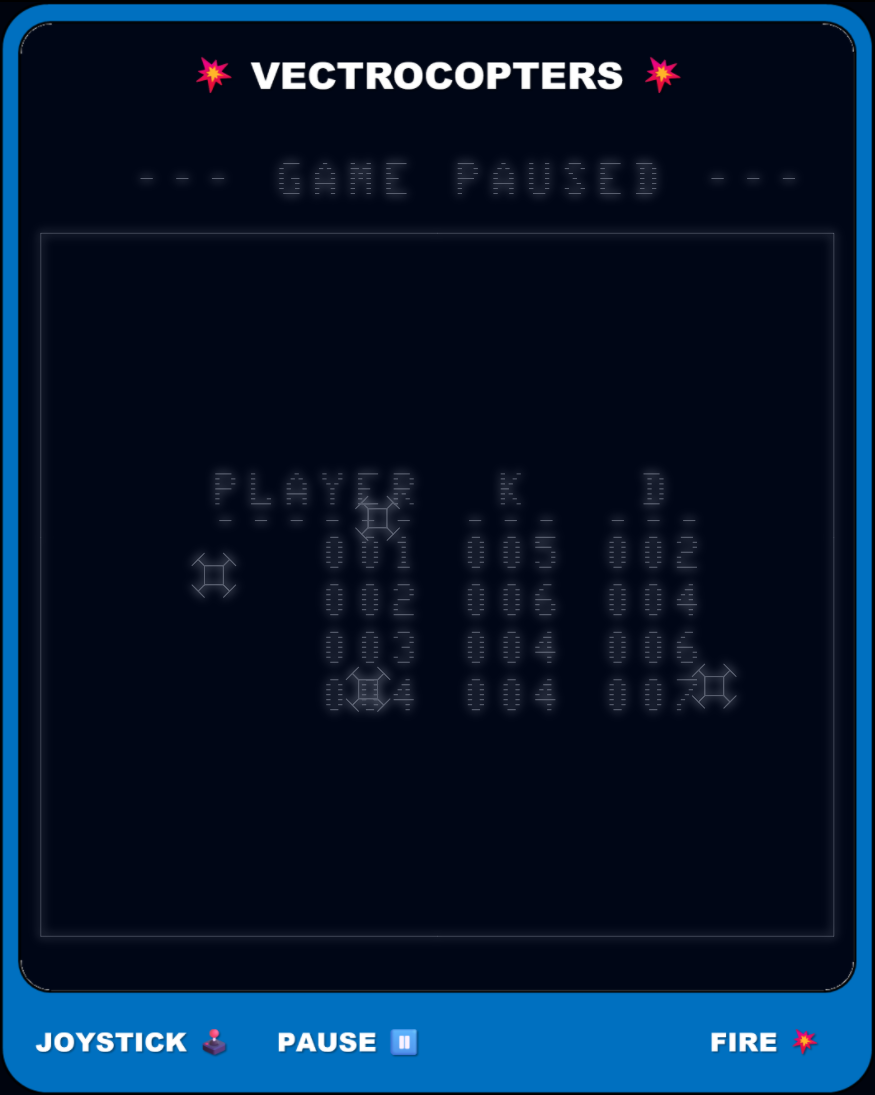 VECTROCOPTERS
--- GAME PAUSED ---
PLAYER K D
------ --- ---
001 005 002
002 006 004
003 004 006
004 004 007
JOYSTICK PAUSE FIRE